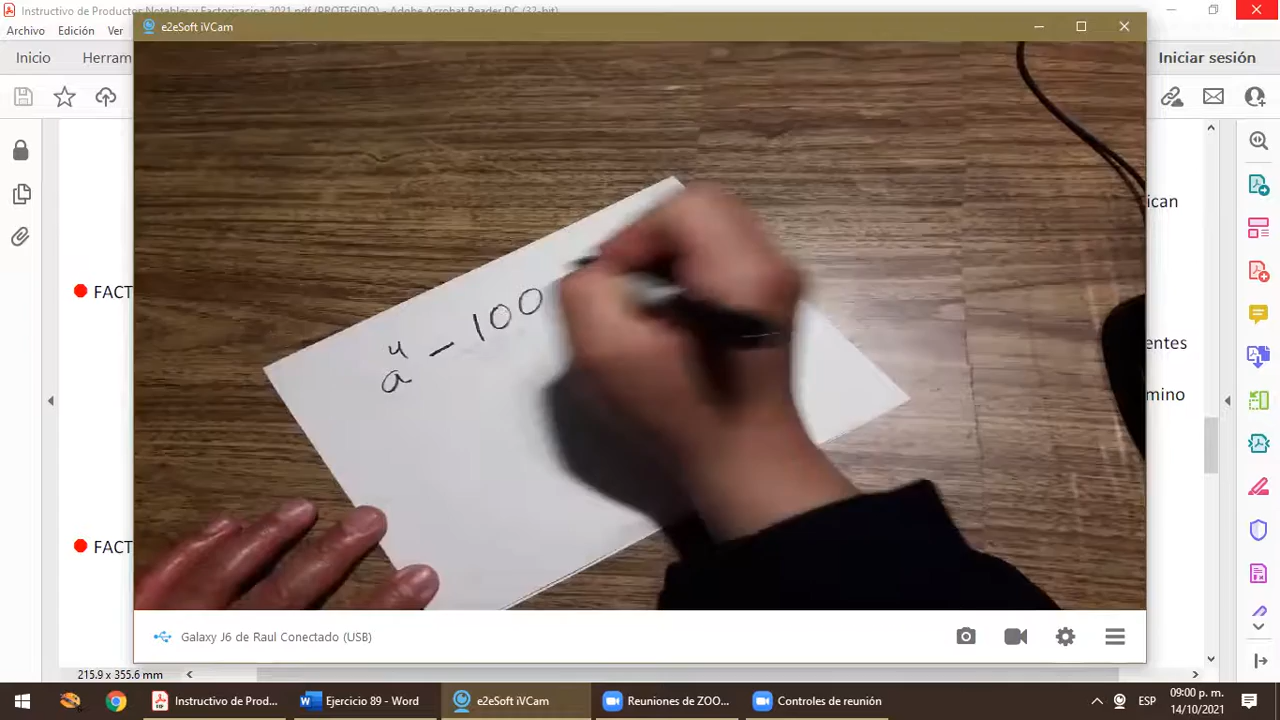 Instructivo de Productos Notables y Factorizacion 2021.pdf (PROTEGIDO) - Adobe Acrobat Reader DC (32-bit)
e2eSoft iVCam
Archivo Edición Ver
Inicio Herram
Iniciar sesión
ican
FACT
entes
mino
FACT
a⁴ - 100
Galaxy J6 de Raul Conectado (USB)
215.9 x 355.6 mm
Instructivo de Prod... Ejercicio 89 - Word e2eSoft iVCam Reuniones de ZOO... Controles de reunión ESP 09:00 p. m.
14/10/2021